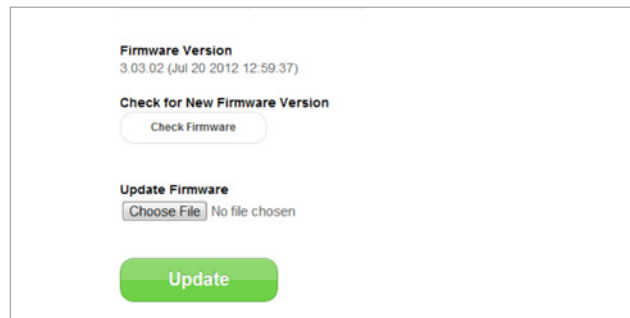 Firmware Version
3.03.02 (Jul 20 2012 12:59:37)
Check for New Firmware Version
Check Firmware
Update Firmware
Choose File No file chosen
Update